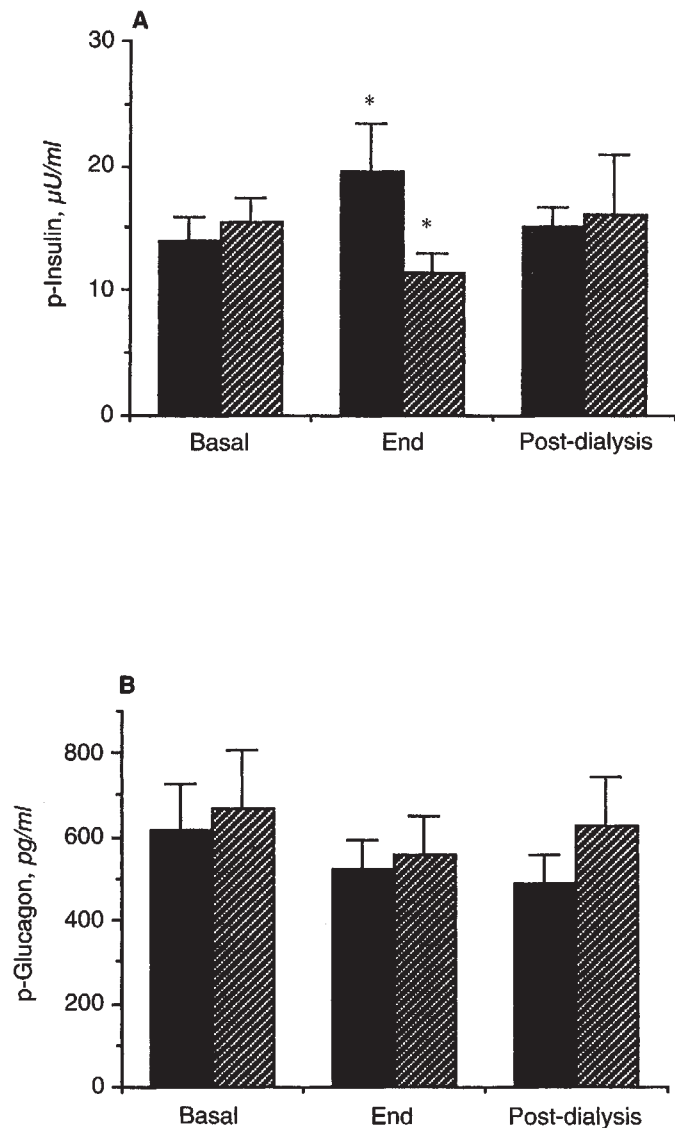 A
30
20
10
0
p-Insulin, µU/ml
*
*
Basal End Post-dialysis
B
800
600
400
200
0
p-Glucagon, pg/ml
Basal End Post-dialysis